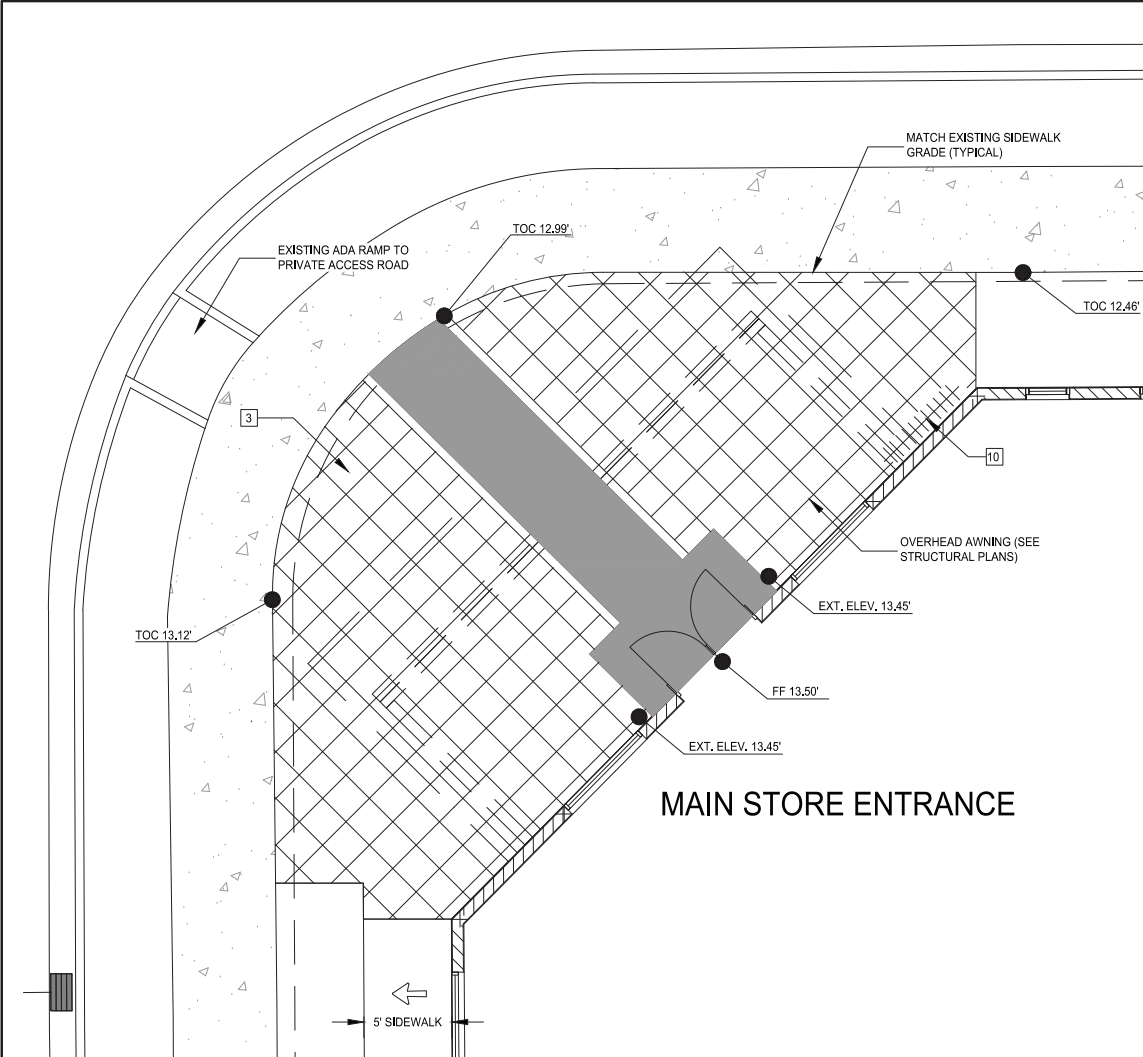 MATCH EXISTING SIDEWALK
GRADE (TYPICAL)
TOC 12.99'
EXISTING ADA RAMP TO
PRIVATE ACCESS ROAD
TOC 12.46'
3
10
OVERHEAD AWNING (SEE
STRUCTURAL PLANS)
EXT. ELEV. 13.45'
TOC 13.12'
FF 13.50'
EXT. ELEV. 13.45'
MAIN STORE ENTRANCE
5' SIDEWALK